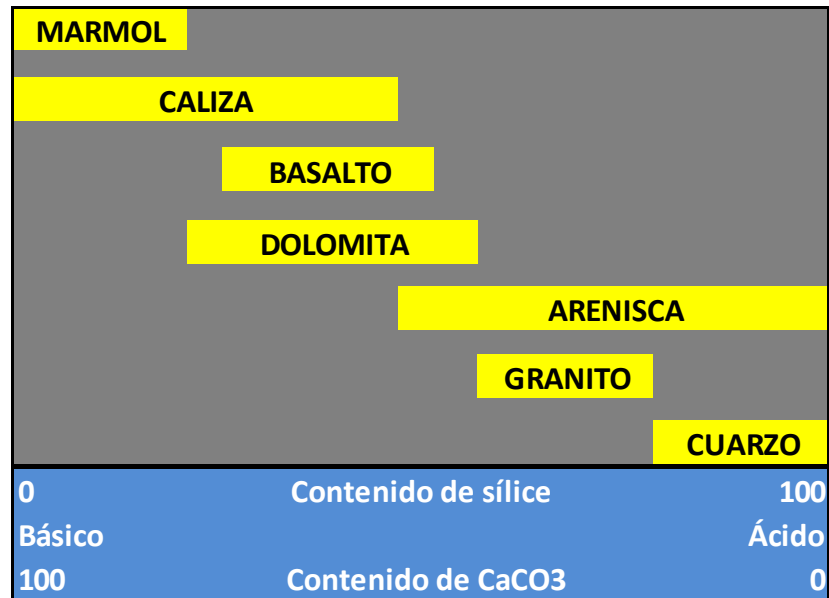 MARMOL
CALIZA
BASALTO
DOLOMITA
ARENISCA
GRANITO
CUARZO
0 Contenido de sílice 100
Básico Ácido
100 Contenido de CaCO3 0